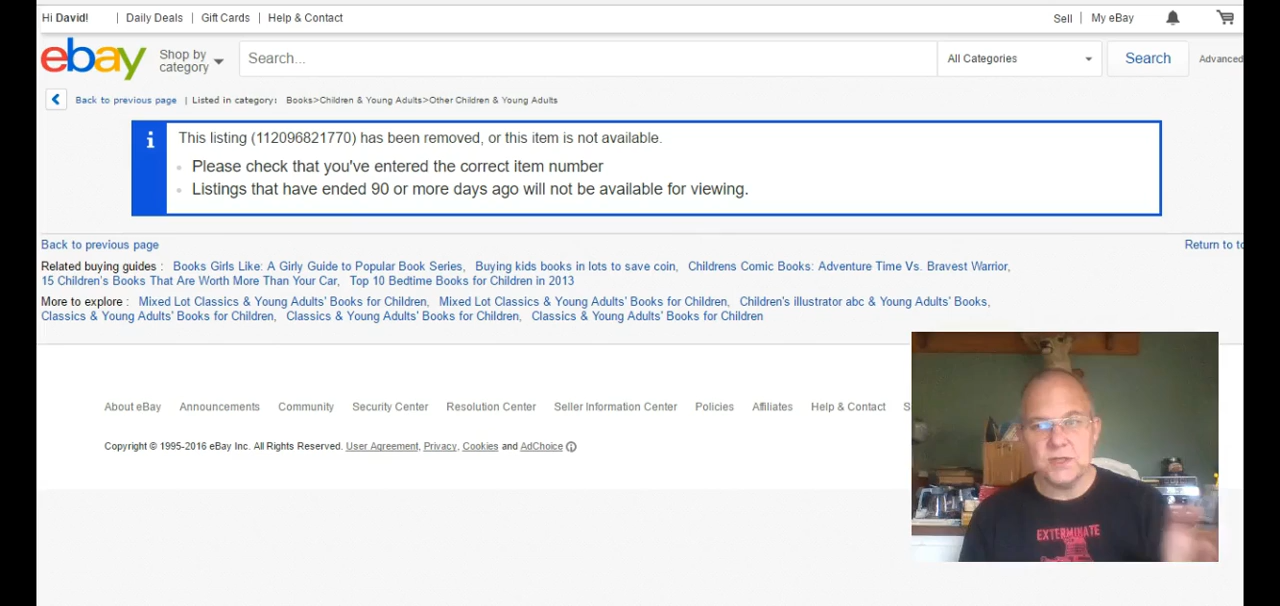 Hi David! | Daily Deals | Gift Cards | Help & Contact Sell | My eBay
ebay Shop by category Search... All Categories Search Advanced
Back to previous page | Listed in category: Books>Children & Young Adults>Other Children & Young Adults
i This listing (112096821770) has been removed, or this item is not available.
Please check that you've entered the correct item number
Listings that have ended 90 or more days ago will not be available for viewing.
Back to previous page Return to to
Related buying guides : Books Girls Like: A Girly Guide to Popular Book Series, Buying kids books in lots to save coin, Childrens Comic Books: Adventure Time Vs. Bravest Warrior,
15 Children's Books That Are Worth More Than Your Car, Top 10 Bedtime Books for Children in 2013
More to explore : Mixed Lot Classics & Young Adults' Books for Children, Mixed Lot Classics & Young Adults' Books for Children, Children's illustrator abc & Young Adults' Books,
Classics & Young Adults' Books for Children, Classics & Young Adults' Books for Children, Classics & Young Adults' Books for Children
About eBay Announcements Community Security Center Resolution Center Seller Information Center Policies Affiliates Help & Contact S
Copyright © 1995-2016 eBay Inc. All Rights Reserved. User Agreement, Privacy, Cookies and AdChoice
EXTERMINATE